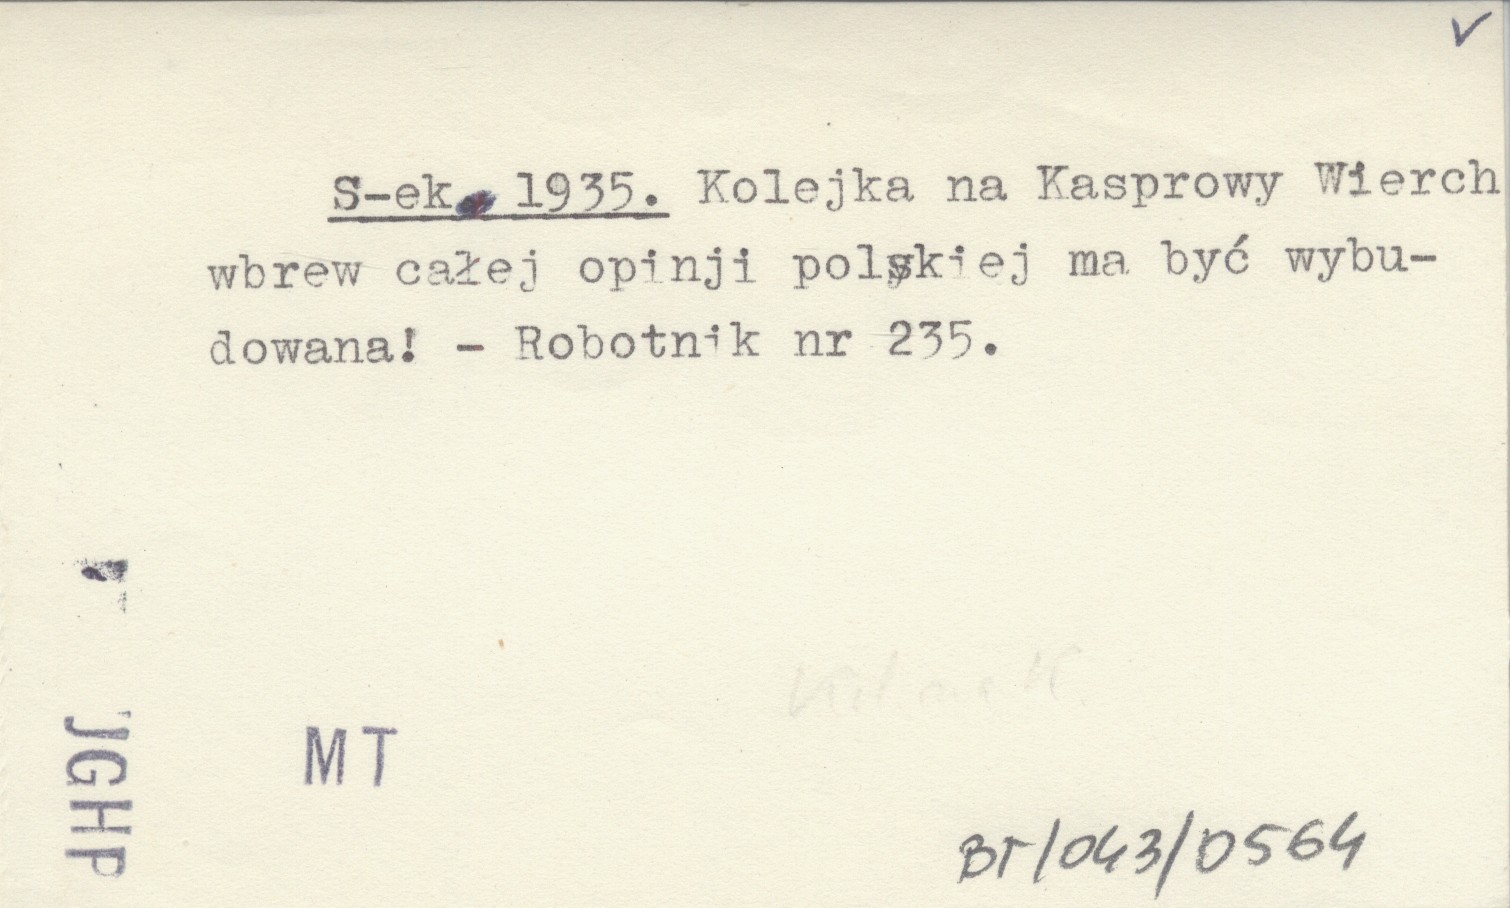 S-ek, 1935. Kolejka na Kasprowy Wierch
wbrew całej opinji polskiej ma być wybu-
dowana! - Robotnik nr 235.
JGHP
MT
BT/043/0564